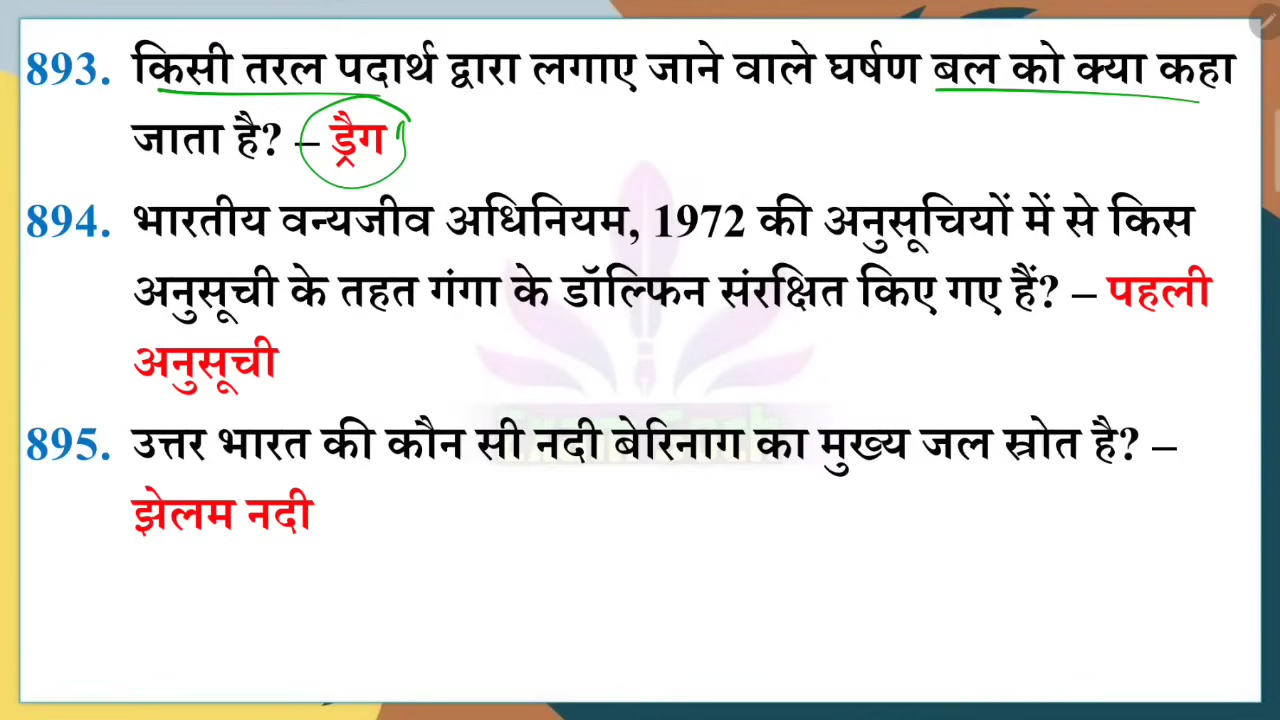 893. किसी तरल पदार्थ द्वारा लगाए जाने वाले घर्षण बल को क्या कहा
जाता है? – ड्रैग
894. भारतीय वन्यजीव अधिनियम, 1972 की अनुसूचियों में से किस
अनुसूची के तहत गंगा के डॉल्फिन संरक्षित किए गए हैं? – पहली
अनुसूची
895. उत्तर भारत की कौन सी नदी बेरिनाग का मुख्य जल स्रोत है? –
झेलम नदी